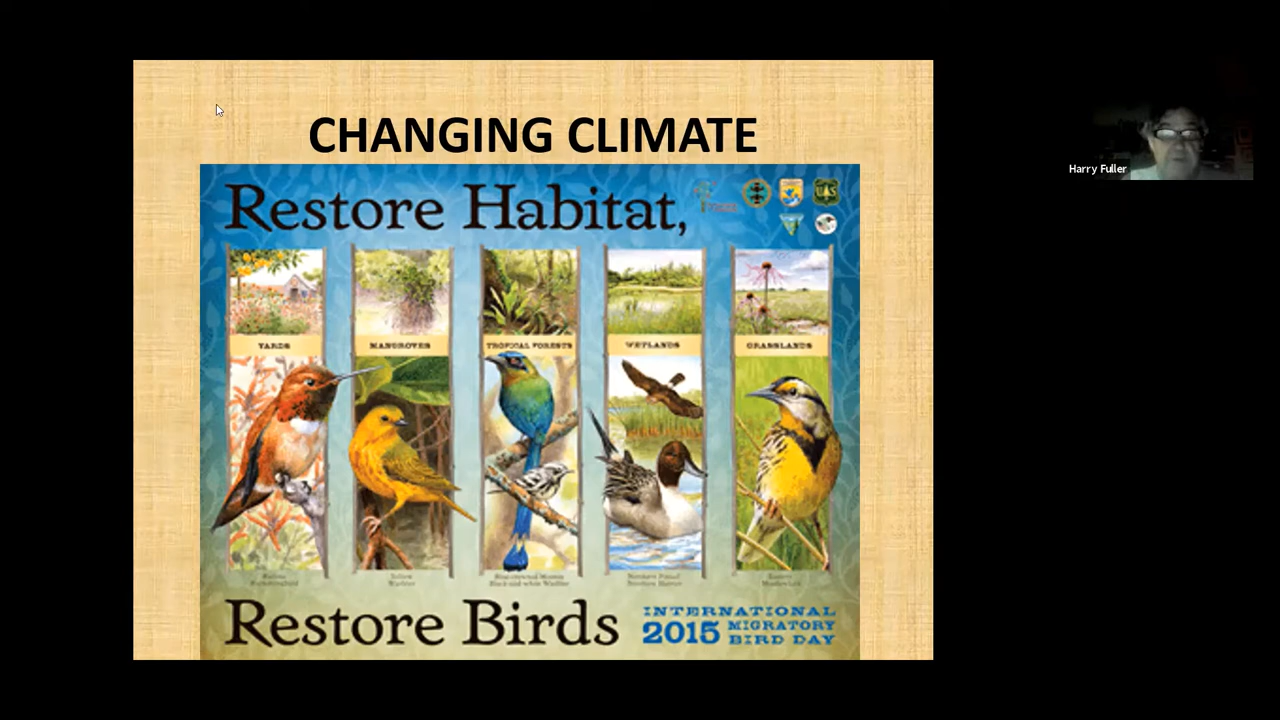 CHANGING CLIMATE
Restore Habitat,
YARDS
MANGROVES
TROPICAL FORESTS
WETLANDS
GRASSLANDS
Restore Birds
INTERNATIONAL
2015 MIGRATORY
BIRD DAY
Harry Fuller